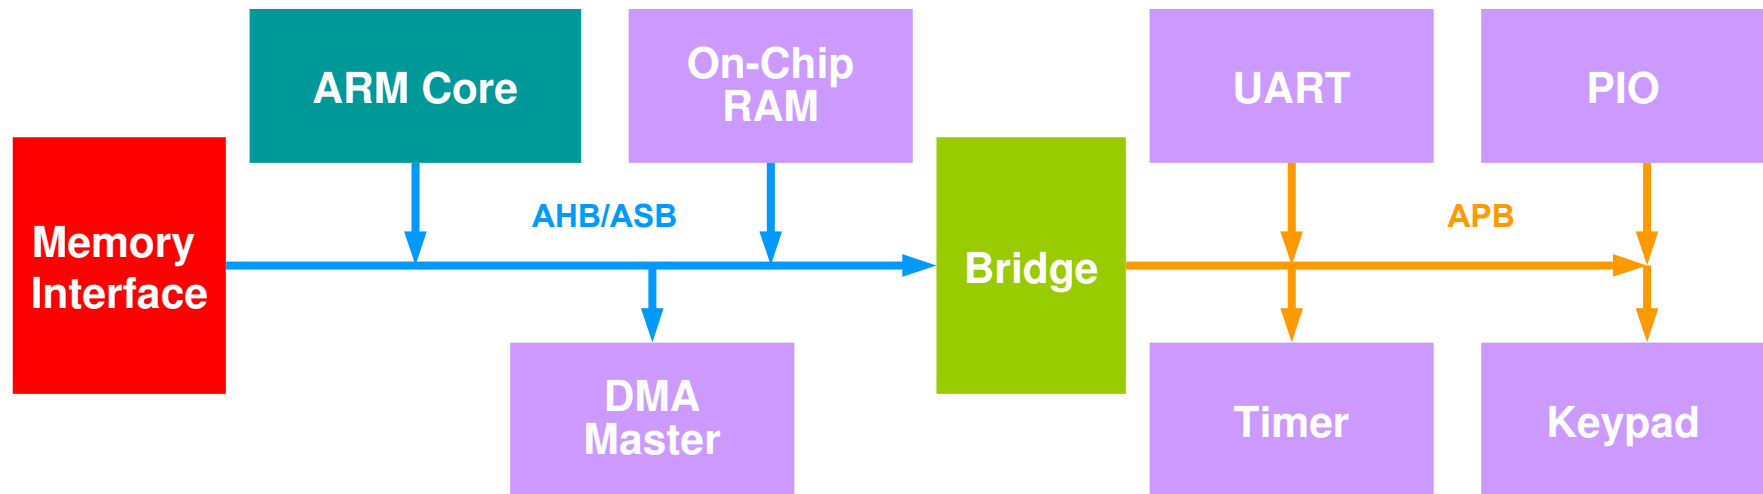 ARM Core
On-Chip
RAM
UART
PIO
AHB/ASB
APB
Memory
Interface
Bridge
DMA
Master
Timer
Keypad